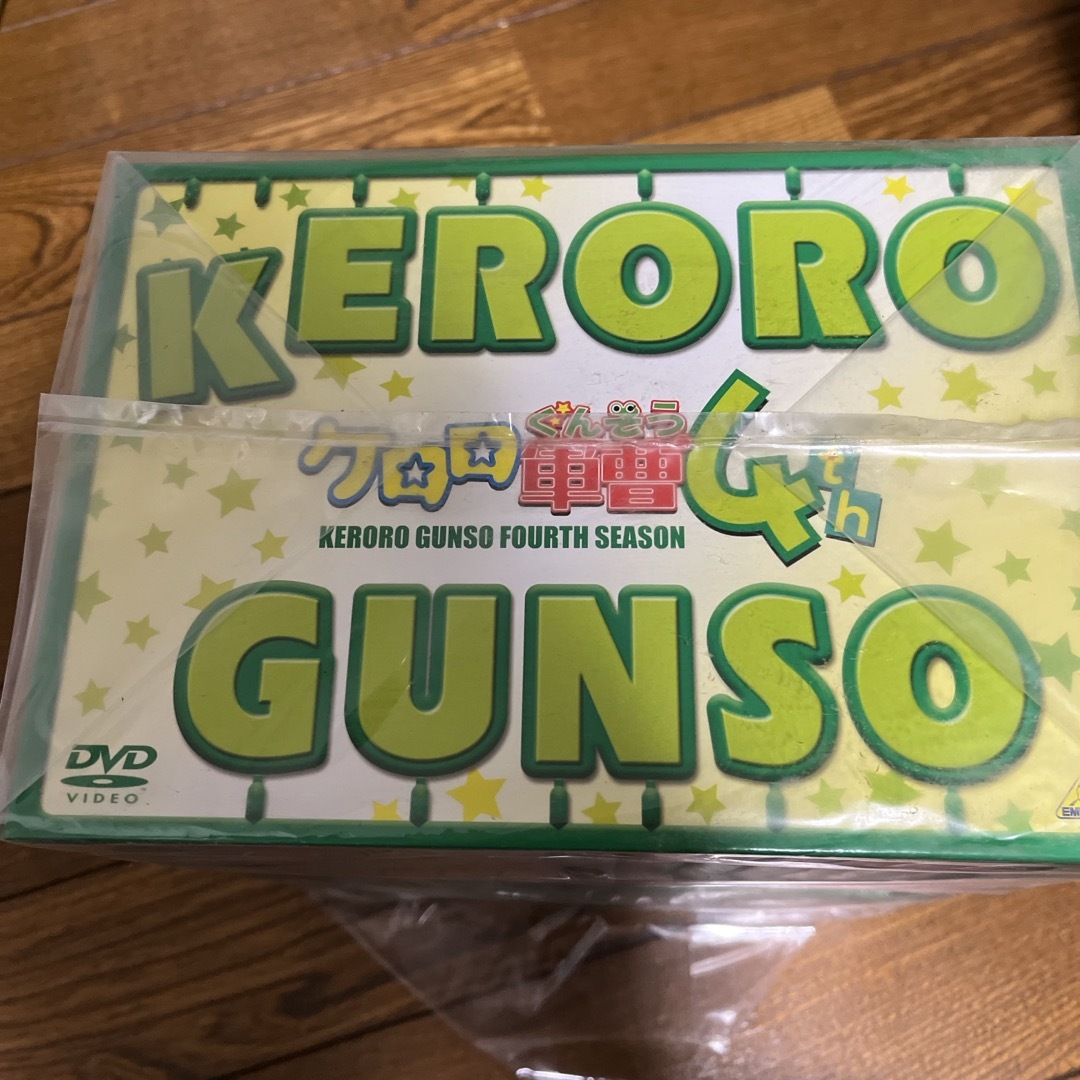 KERORO
ぐんそう
ケロロ軍曹4th
KERORO GUNSO FOURTH SEASON
GUNSO
DVD
VIDEO